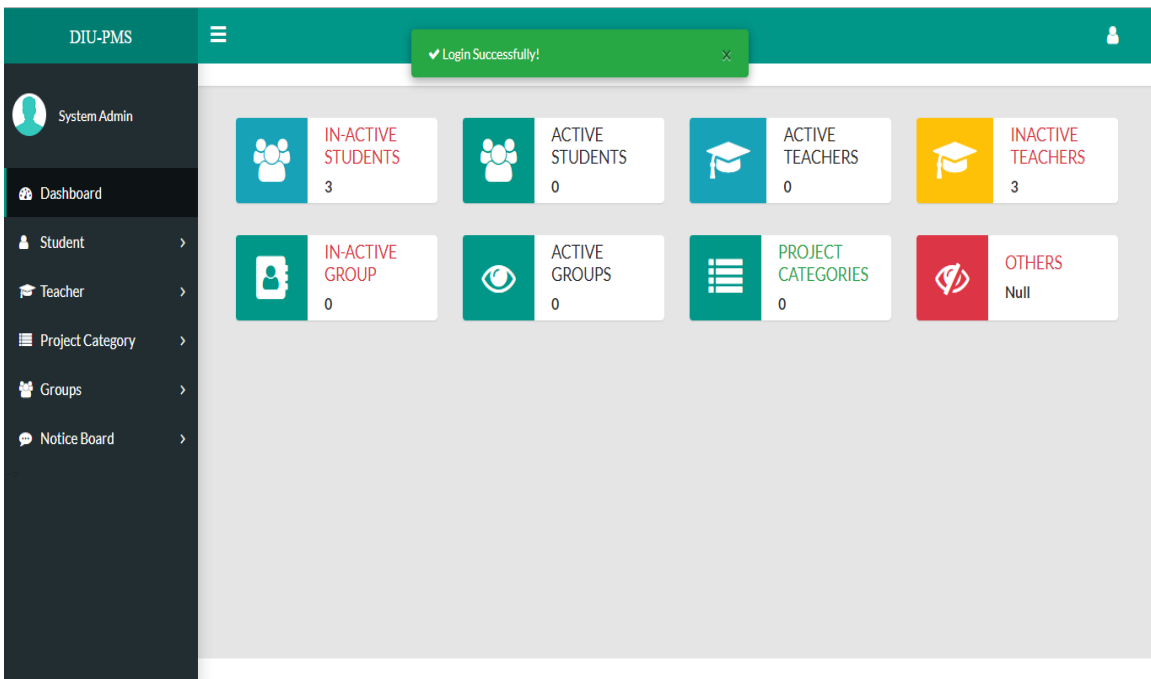 DIU-PMS
Login Successfully!
x
System Admin
Dashboard
Student
Teacher
Project Category
Groups
Notice Board
IN-ACTIVE
STUDENTS
3
ACTIVE
STUDENTS
0
ACTIVE
TEACHERS
0
INACTIVE
TEACHERS
3
IN-ACTIVE
GROUP
0
ACTIVE
GROUPS
0
PROJECT
CATEGORIES
0
OTHERS
Null